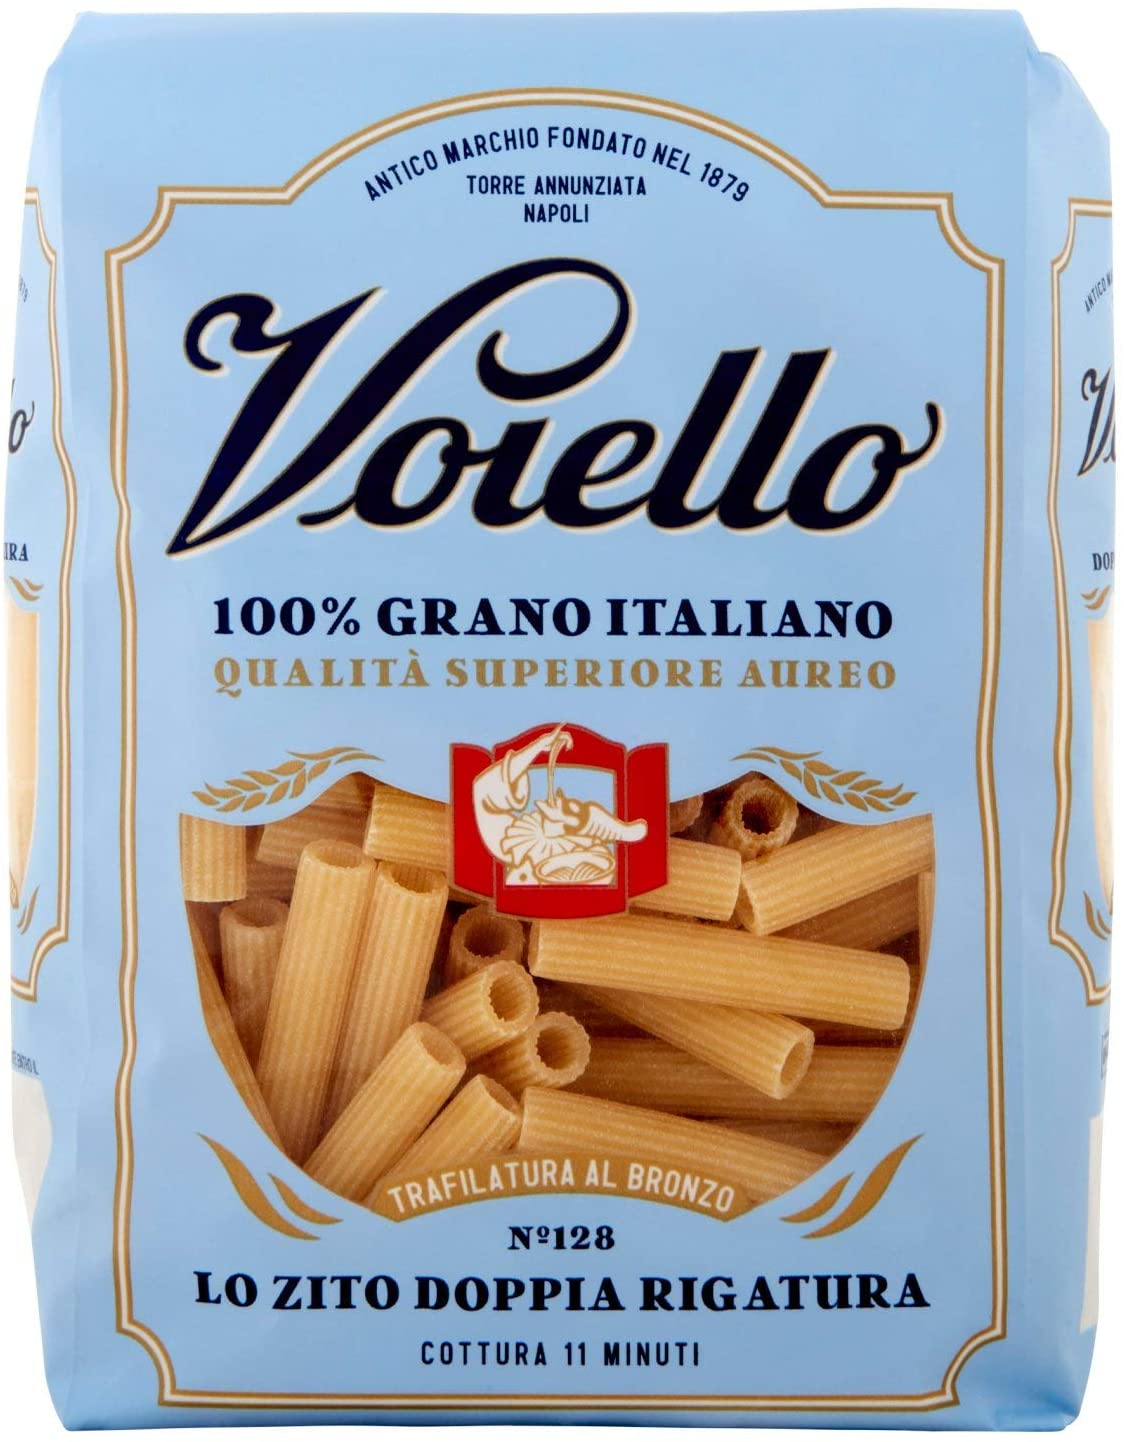 ANTICO MARCHIO FONDATO NEL 1879
TORRE ANNUNZIATA
NAPOLI
Voiello
100% GRANO ITALIANO
QUALITÀ SUPERIORE AUREO
TRAFILATURA AL BRONZO
Nº128
LO ZITO DOPPIA RIGATURA
COTTURA 11 MINUTI